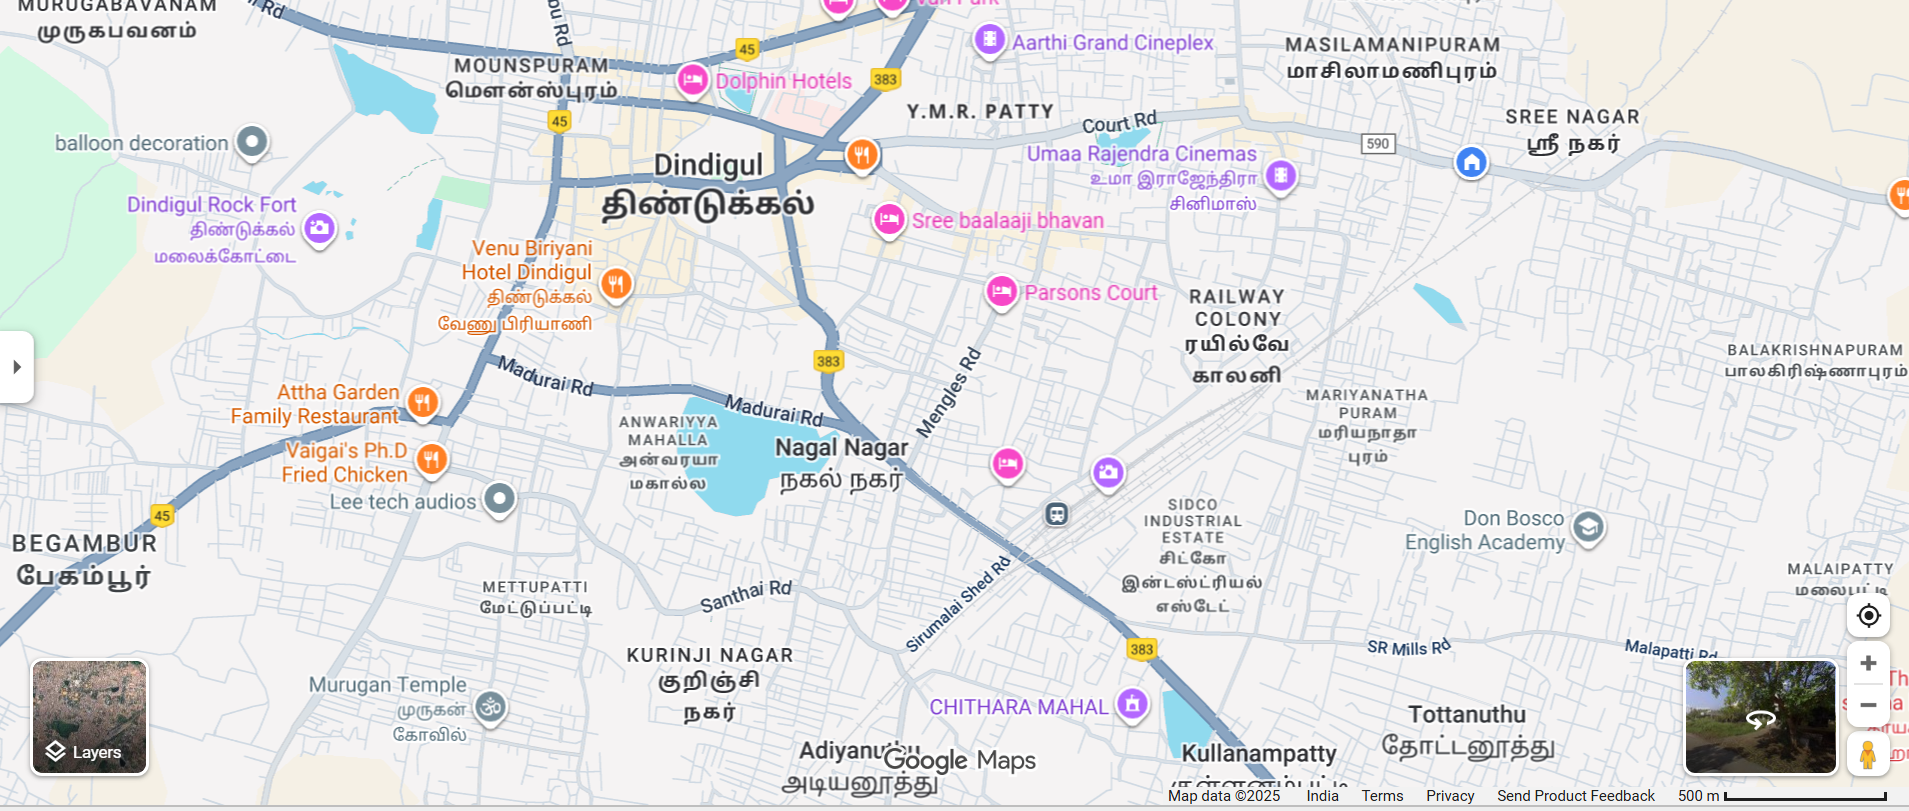 MURUGABAVANAM
முருகபவனம்
Rd
Rd
45
Van Park
Aarthi Grand Cineplex
MASILAMANIPURAM
மாசிலாமணிபுரம்
MOUNSPURAM
மௌன்ஸ்புரம்
Dolphin Hotels
383
Y.M.R. PATTY
Court Rd
SREE NAGAR
ஸ்ரீ நகர்
45
590
balloon decoration
Dindigul
திண்டுக்கல்
Umaa Rajendra Cinemas
உமா இராஜேந்திரா
சினிமாஸ்
Dindigul Rock Fort
திண்டுக்கல்
மலைக்கோட்டை
Sree baalaaji bhavan
Venu Biriyani
Hotel Dindigul
திண்டுக்கல்
வேணு பிரியாணி
Parsons Court
RAILWAY
COLONY
ரயில்வே
காலனி
383
Madurai Rd
Mengles Rd
BALAKRISHNAPURAM
பாலகிரிஷ்ணாபுரம்
Attha Garden
Family Restaurant
Madurai Rd
MARIYANATHA
PURAM
மரியநாதா
புரம்
ANWARIYYA
MAHALLA
அன்வரயா
மகால்ல
Nagal Nagar
நகல் நகர்
Vaigai's Ph.D
Fried Chicken
Lee tech audios
45
SIDCO
INDUSTRIAL
ESTATE
சிட்கோ
இன்டஸ்ட்ரியல்
எஸ்டேட்
Don Bosco
English Academy
BEGAMBUR
பேகம்பூர்
METTUPATTI
மேட்டுப்பட்டி
Santhai Rd
Sirumalai Shed Rd
MALAIPATTY
மலைபட்டி
383
SR Mills Rd
Malapatti Rd
KURINJI NAGAR
குறிஞ்சி
நகர்
Murugan Temple
முருகன்
கோவில்
CHITHARA MAHAL
Tottanuthu
தோட்டனூத்து
Layers
Adiyanuthu
அடியனூத்து
Google Maps
Kullanampatty
குள்ளனம்பட்டி
Map data ©2025 India Terms Privacy Send Product Feedback 500 m